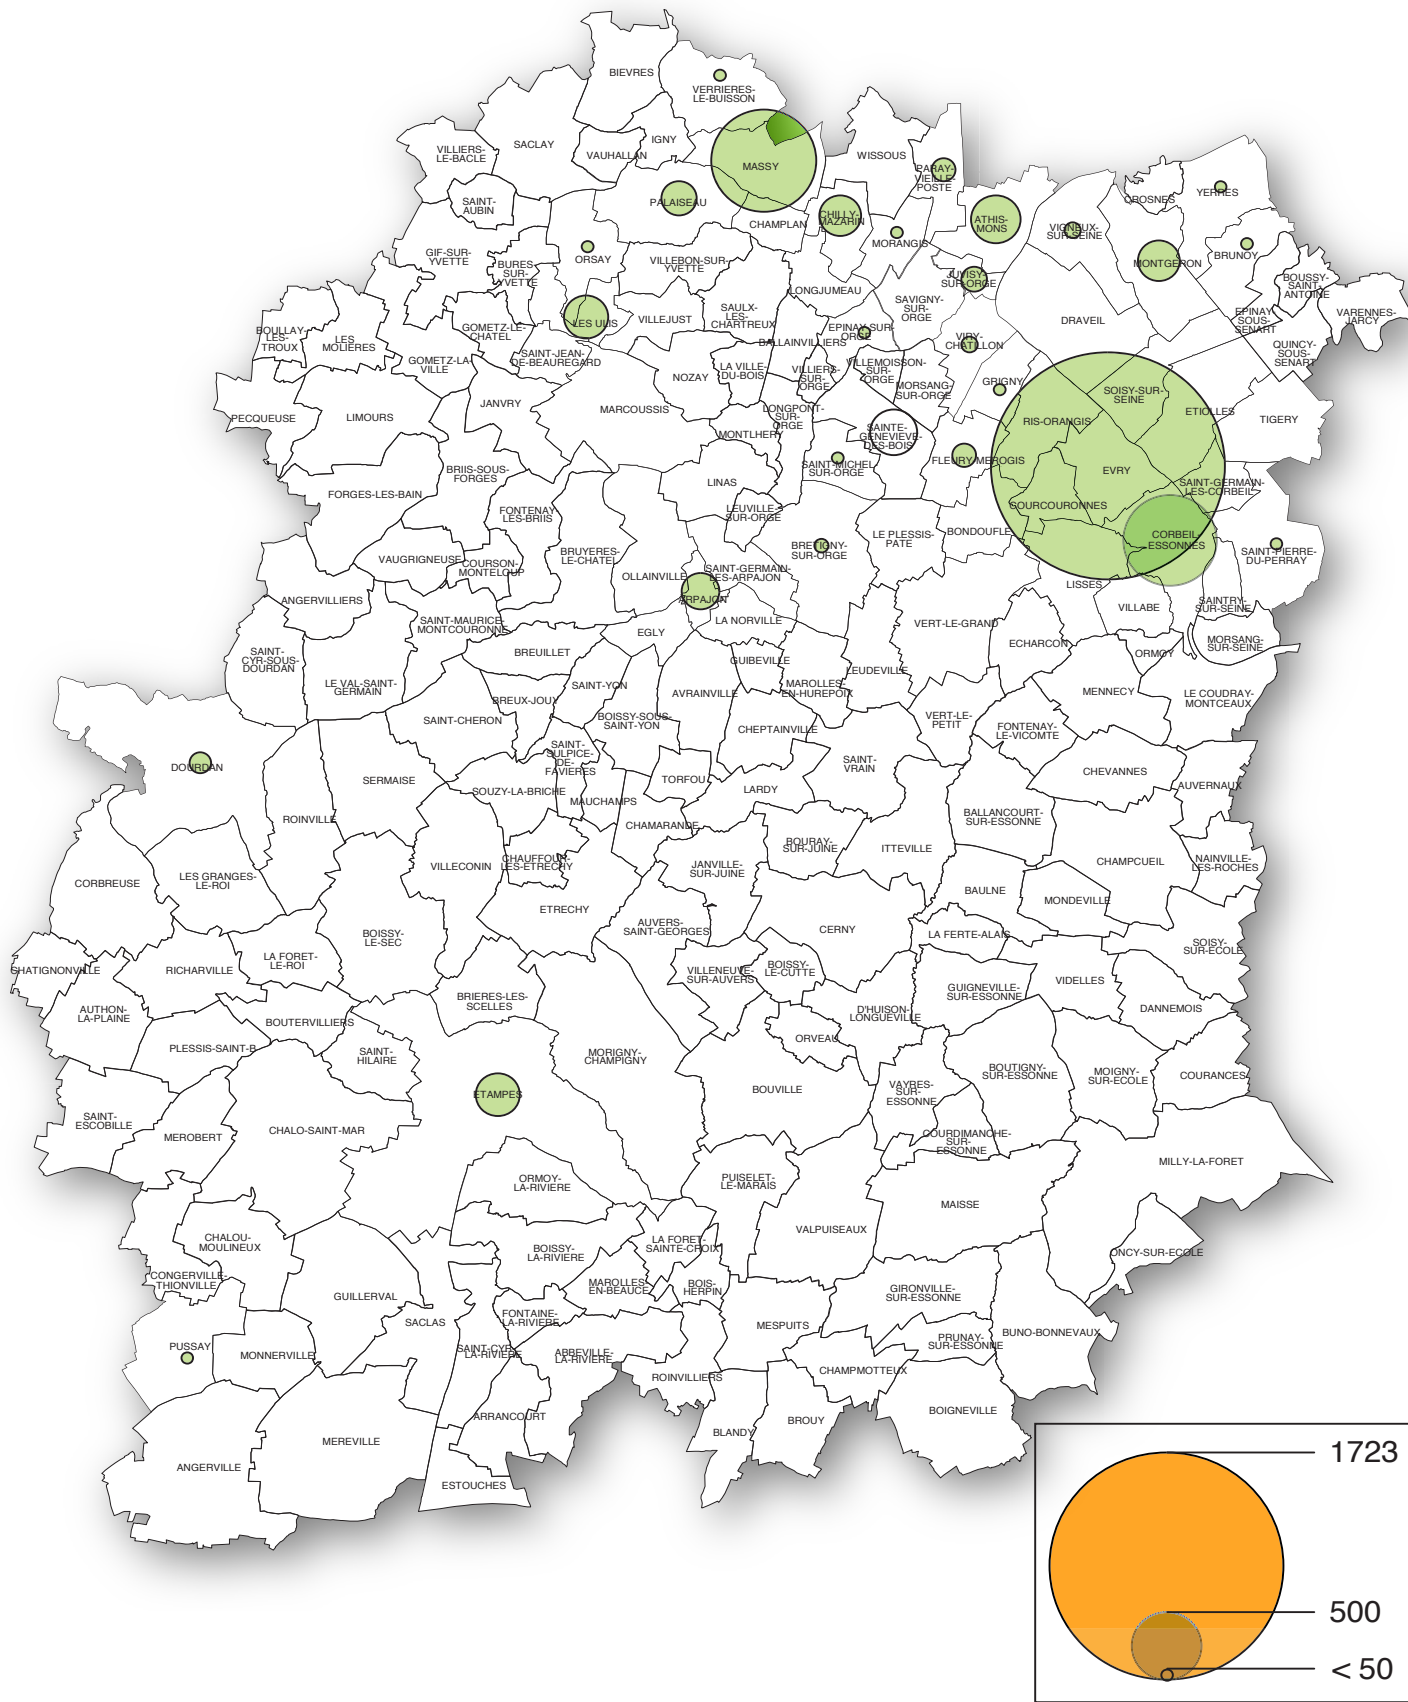 BIEVRES
VERRIERES-
LE-BUISSON
IGNY
SACLAY
VAUHALLAN
VILLIERS-
LE-BACLE
MASSY
WISSOUS
PARAY-
VIEILLE-
POSTE
CROSNES
YERRES
SAINT-
AUBIN
PALAISEAU
CHAMPLAN
CHILLY-
MAZARIN
ATHIS-
MONS
VIGNEUX-
SUR-SEINE
MORANGIS
MONTGERON
BRUNOY
GIF-SUR-
YVETTE
BURES-
SUR-
YVETTE
ORSAY
VILLEBON-SUR-
YVETTE
JUVISY-
SUR-ORGE
BOUSSY-
SAINT-
ANTOINE
LONGJUMEAU
SAVIGNY-
SUR-
ORGE
DRAVEIL
EPINAY
SOUS-
SENART
VARENNES-
JARCY
BOULLAY-
LES-
TROUX
LES
MOLIERES
GOMETZ-LE-
CHATEL
LES ULIS
VILLEJUST
SAULX-
LES-
CHARTREUX
BALLAINVILLIERS
EPINAY-SUR-
ORGE
VIRY-
CHATILLON
QUINCY-
SOUS-
SENART
GOMETZ-LA
VILLE
SAINT-JEAN-
DE-BEAUREGARD
NOZAY
LA VILLE-
DU-BOIS
VILLIERS-
SUR-
ORGE
VILLEMOISSON-
SUR-
ORGE
MORSANG-
SUR-ORGE
GRIGNY
SOISY-SUR-
SEINE
PECQUEUSE
LIMOURS
JANVRY
MARCOUSSIS
LONGPONT-
SUR-
ORGE
MONTLHERY
SAINTE-
GENEVIEVE-
DES-BOIS
RIS-ORANGIS
ETIOLLES
TIGERY
BRIIS-SOUS-
FORGES
FORGES-LES-BAIN
LINAS
SAINT-MICHEL-
SUR-ORGE
FLEURY-MEROGIS
EVRY
SAINT-GERMAIN-
LES-CORBEIL
FONTENAY-
LES-BRIIS
LEUVILLE-
SUR-ORGE
COURCOURONNES
VAUGRIGNEUSE
COURSON-
MONTELOUP
BRUYERES-
LE-CHATEL
OLLAINVILLE
SAINT-GERMAIN-
LES-ARPAJON
BRETIGNY-
SUR-ORGE
LE PLESSIS-
PATE
BONDOUFLE
CORBEIL-
ESSONNES
SAINT-PIERRE-
DU-PERRAY
ANGERVILLIERS
ARPAJON
LISSES
VILLABE
SAINTRY-
SUR-SEINE
SAINT-MAURICE-
MONTCOURONNE
EGLY
LA NORVILLE
VERT-LE-GRAND
ECHARCON
ORMOY
MORSANG-
SUR-SEINE
SAINT-
CYR-SOUS-
DOURDAN
BREUILLET
GUIBEVILLE
LE VAL-SAINT-
GERMAIN
SAINT-YON
AVRAINVILLE
MAROLLES-
EN-HUREPOIX
LEUDEVILLE
MENNECY
LE COUDRAY-
MONTCEAUX
BREUX-JOUY
SAINT-CHERON
BOISSY-SOUS-
SAINT-YON
CHEPTAINVILLE
VERT-LE-
PETIT
FONTENAY-
LE-VICOMTE
DOURDAN
SERMAISE
SAINT-
SULPICE-
DE-
FAVIERES
TORFOU
SAINT-
VRAIN
CHEVANNES
AUVERNAUX
SOUZY-LA-BRICHE
MAUCHAMPS
LARDY
ROINVILLE
CHAMARANDE
BALLANCOURT-
SUR-ESSONNE
BOURAY-
SUR-JUINE
ITTEVILLE
CORBREUSE
LES GRANGES-
LE-ROI
VILLECONIN
CHAUFFOUR-
LES-ETRECHY
JANVILLE-
SUR-JUINE
CHAMPCUEIL
NAINVILLE-
LES-ROCHES
BAULNE
MONDEVILLE
ETRECHY
BOISSY-
LE-SEC
AUVERS-
SAINT-GEORGES
CERNY
LA FERTE-ALAIS
SOISY-
SUR-ECOLE
CHATIGNONVILLE
RICHARVILLE
LA FORET-
LE-ROI
VILLENEUVE-
SUR-AUVERS
BOISSY-
LE-CUTTE
GUIGNEVILLE-
SUR-ESSONNE
VIDELLES
DANNEMOIS
AUTHON-
LA-PLAINE
BOUTERVILLIERS
BRIERES-LES-
SCELLES
D'HUISON-
LONGUEVILLE
PLESSIS-SAINT-B
SAINT-
HILAIRE
MORIGNY-
CHAMPIGNY
ORVEAU
BOUVILLE
VAYRES-
SUR-
ESSONNE
BOUTIGNY-
SUR-ESSONNE
MOIGNY-
SUR-ECOLE
COURANCES
SAINT-
ESCOBILLE
MEROBERT
CHALO-SAINT-MAR
ETAMPES
COURDIMANCHE-
SUR-
ESSONNE
MILLY-LA-FORET
ORMOY-
LA-RIVIERE
PUISELET-
LE-MARAIS
MAISSE
VALPUISEAUX
CHALOU-
MOULINEUX
BOISSY-
LA-RIVIERE
LA FORET-
SAINTE-CROIX
ONCY-SUR-ECOLE
CONGERVILLE-
THIONVILLE
GUILLERVAL
MAROLLES-
EN-BEAUCE
BOIS-
HERPIN
GIRONVILLE-
SUR-ESSONNE
SACLAS
FONTAINE-
LA-RIVIERE
MESPUITS
PRUNAY-
SUR-ESSONNE
BUNO-BONNEVAUX
PUSSAY
MONNERVILLE
SAINT-CYR-
LA-RIVIERE
ABBEVILLE-
LA-RIVIERE
ROINVILLIERS
CHAMPMOTTEUX
ARRANCOURT
BLANDY
BROUY
BOIGNEVILLE
ANGERVILLE
MEREVILLE
ESTOUCHES
1723
500
< 50